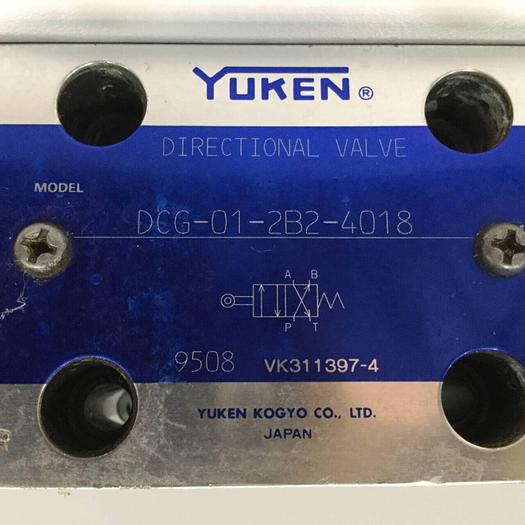 YUKEN ®
DIRECTIONAL VALVE
MODEL
DCG-01-2B2-4018
A B
P T
9508 VK311397-4
YUKEN KOGYO CO., LTD.
JAPAN